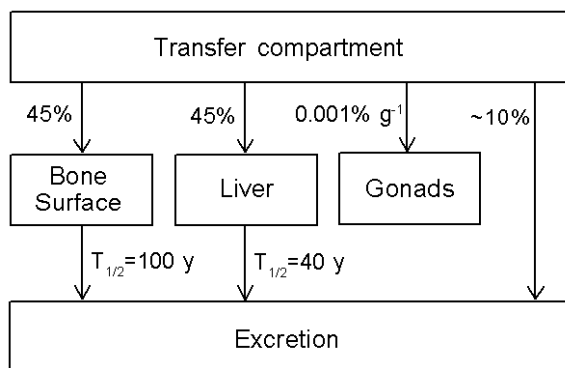 Transfer compartment
45%
45%
0.001% g⁻¹
~10%
Bone
Surface
Liver
Gonads
T1/2=100 y
T1/2=40 y
Excretion